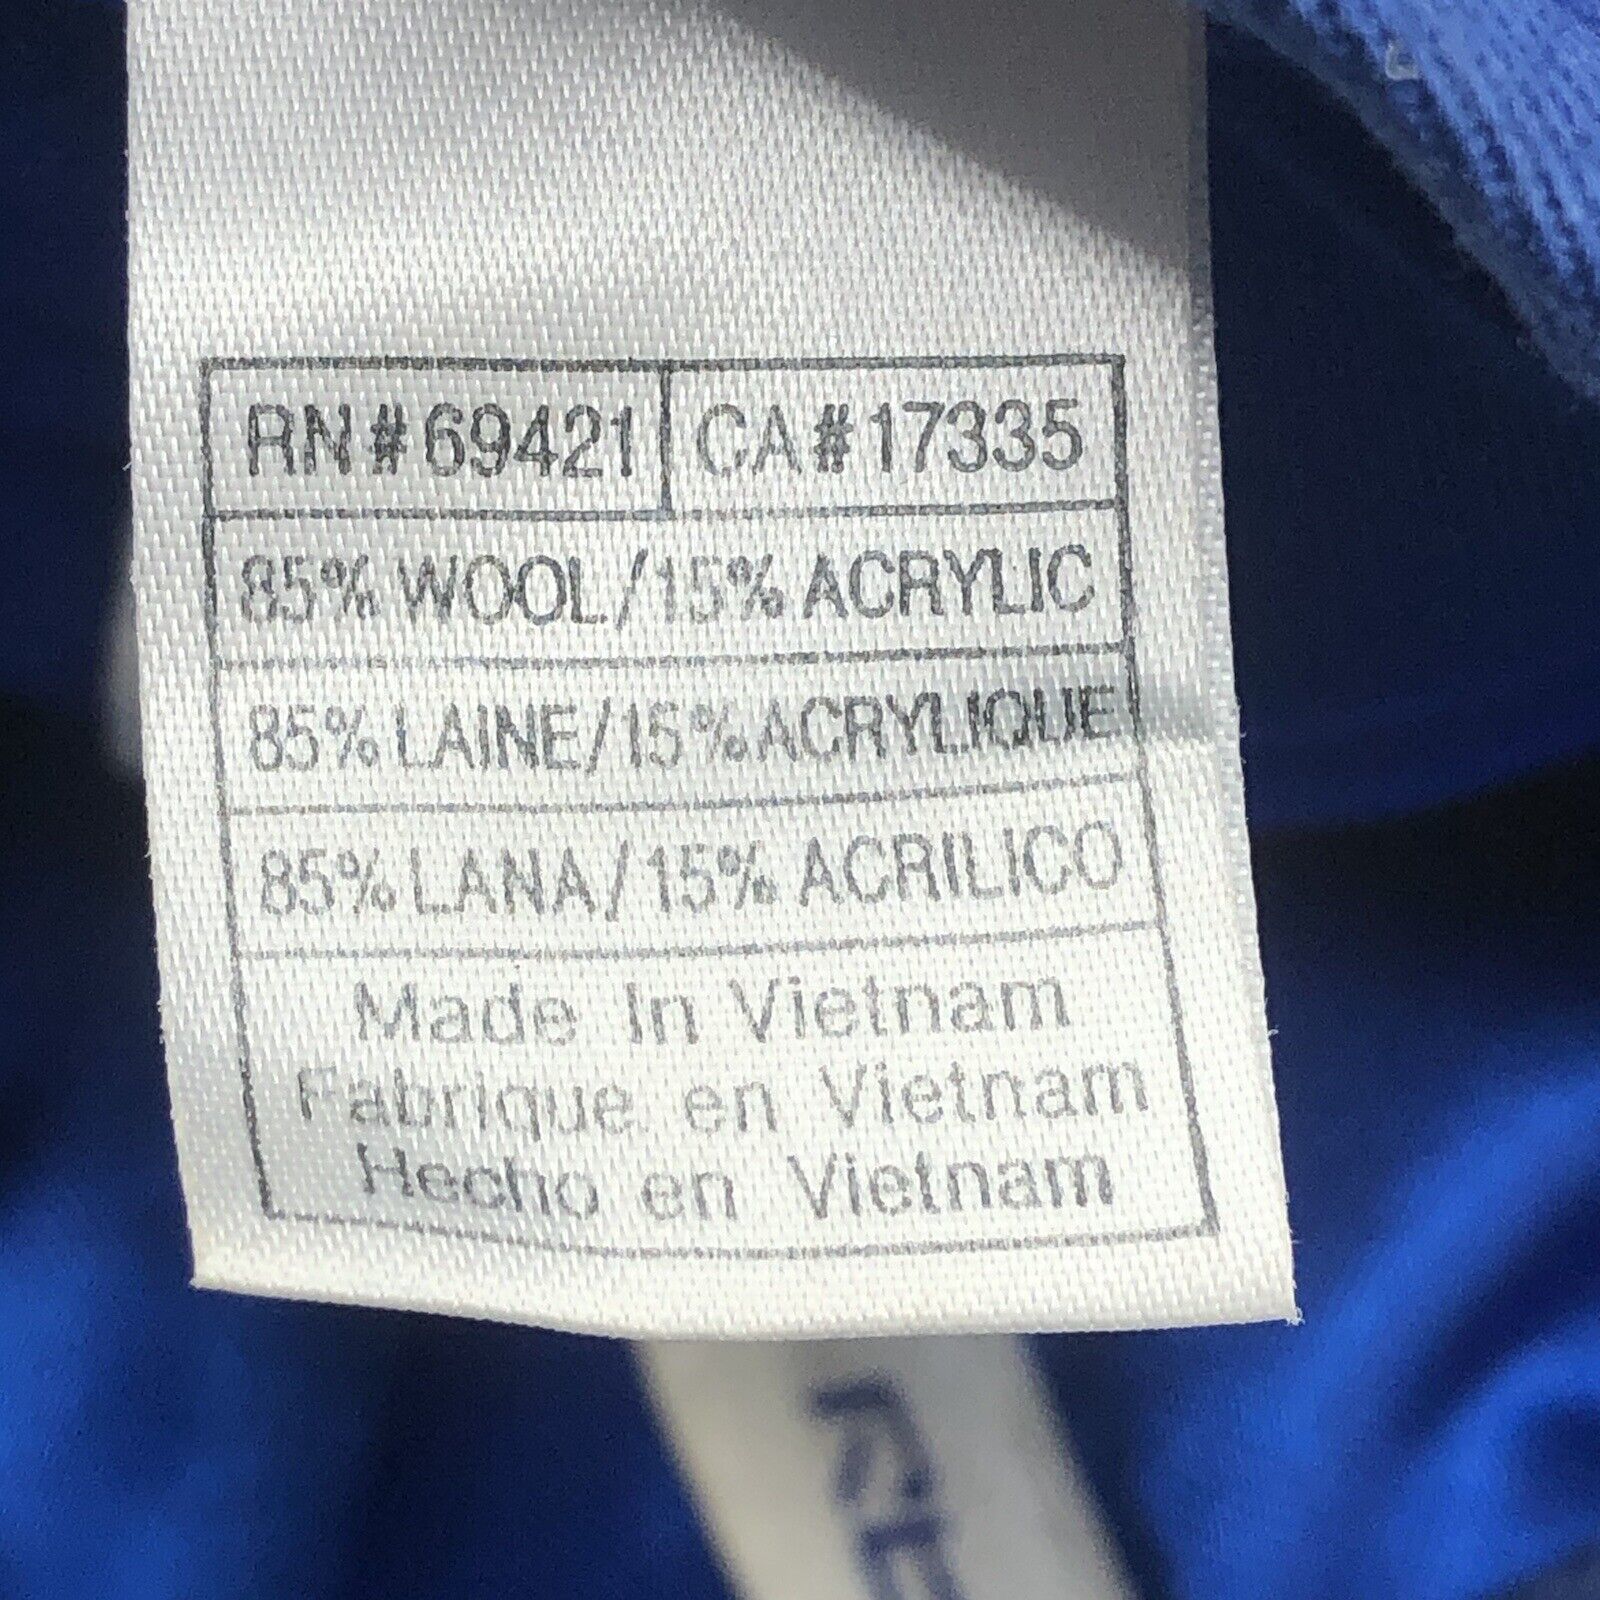 RN#69421 CA#17335
85% WOOL/15% ACRYLIC
85% LAINE/15% ACRYLIQUE
85% LANA/15% ACRILICO
Made In Vietnam
Fabrique en Vietnam
Hecho en Vietnam